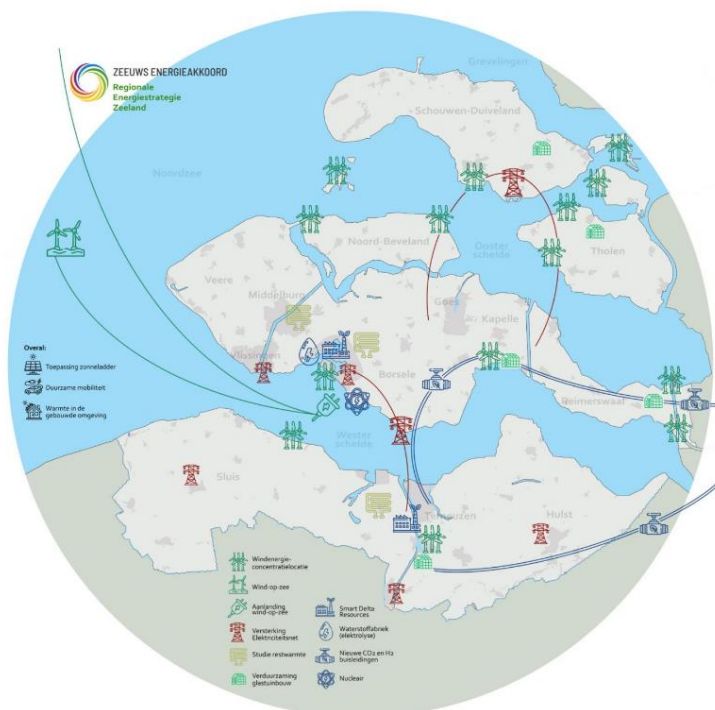 ZEEUWS ENERGIEAKKOORD
Regionale
Energiestrategie
Zeeland
Grevelingen
Schouwen-Duiveland
Noordzee
Noord-Beveland
Ooster
schelde
Tholen
Veere
Middelburg
Goes
Kapelle
Vlissingen
Borsele
Reimerswaal
Wester
schelde
Sluis
Terneuzen
Hulst
Overal:
Toepassing zonneladder
Duurzame mobiliteit
Warmte in de
gebouwde omgeving
Windenergie-
concentratielocatie
Wind-op-zee
Aanlanding
wind-op-zee
Versterking
Elektriciteitsnet
Studie restwarmte
Verduurzaming
glastuinbouw
Smart Delta
Resources
Waterstoffabriek
(elektrolyse)
Nieuwe CO2 en H2
buisleidingen
Nucleair